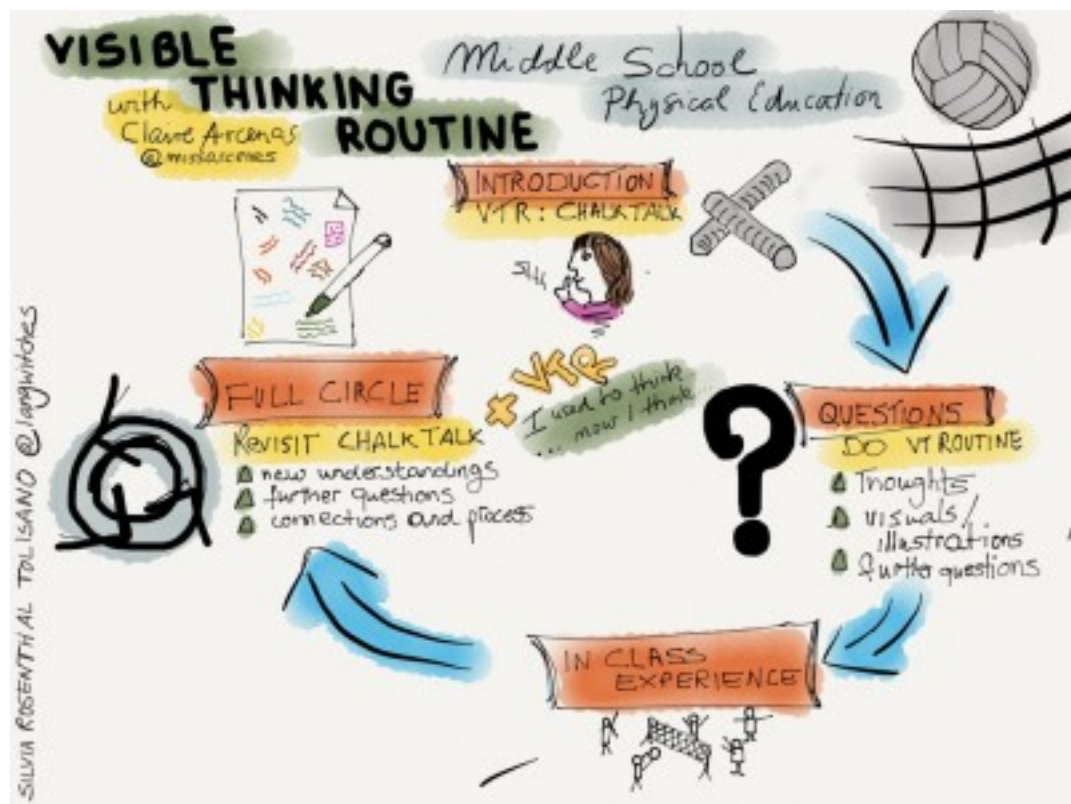 VISIBLE
THINKING
ROUTINE
with
Claire Arcenas
Middle School
Physical Education
INTRODUCTION
VTR: CHALKTALK
Shh
QUESTIONS
DO VT ROUTINE
Thoughts
visuals/
illustrations
further questions
IN CLASS
EXPERIENCE
FULL CIRCLE
REVISIT CHALKTALK
new understandings
further questions
connections and process
+ VTR
I used to think
... now I think...
SILVIA ROSENTHAL TOLISANO @langwitches